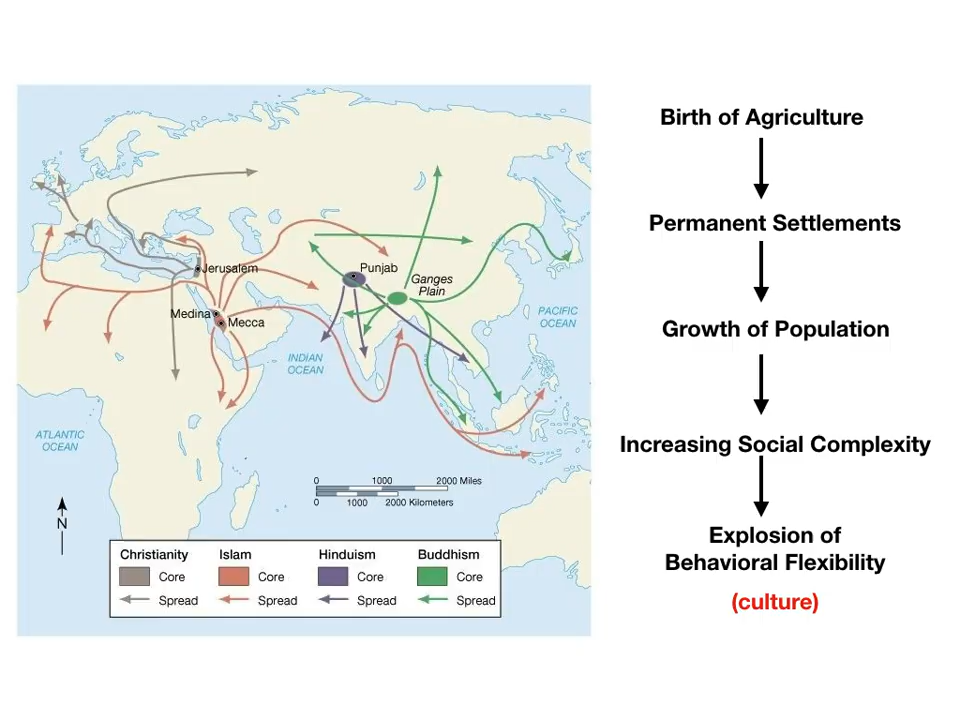 Jerusalem
Punjab
Ganges
Plain
Medina
Mecca
PACIFIC
OCEAN
INDIAN
OCEAN
ATLANTIC
OCEAN
0 1000 2000 Miles
0 1000 2000 Kilometers
N
Christianity Islam Hinduism Buddhism
Core Core Core Core
Spread Spread Spread Spread
Birth of Agriculture
Permanent Settlements
Growth of Population
Increasing Social Complexity
Explosion of
Behavioral Flexibility
(culture)